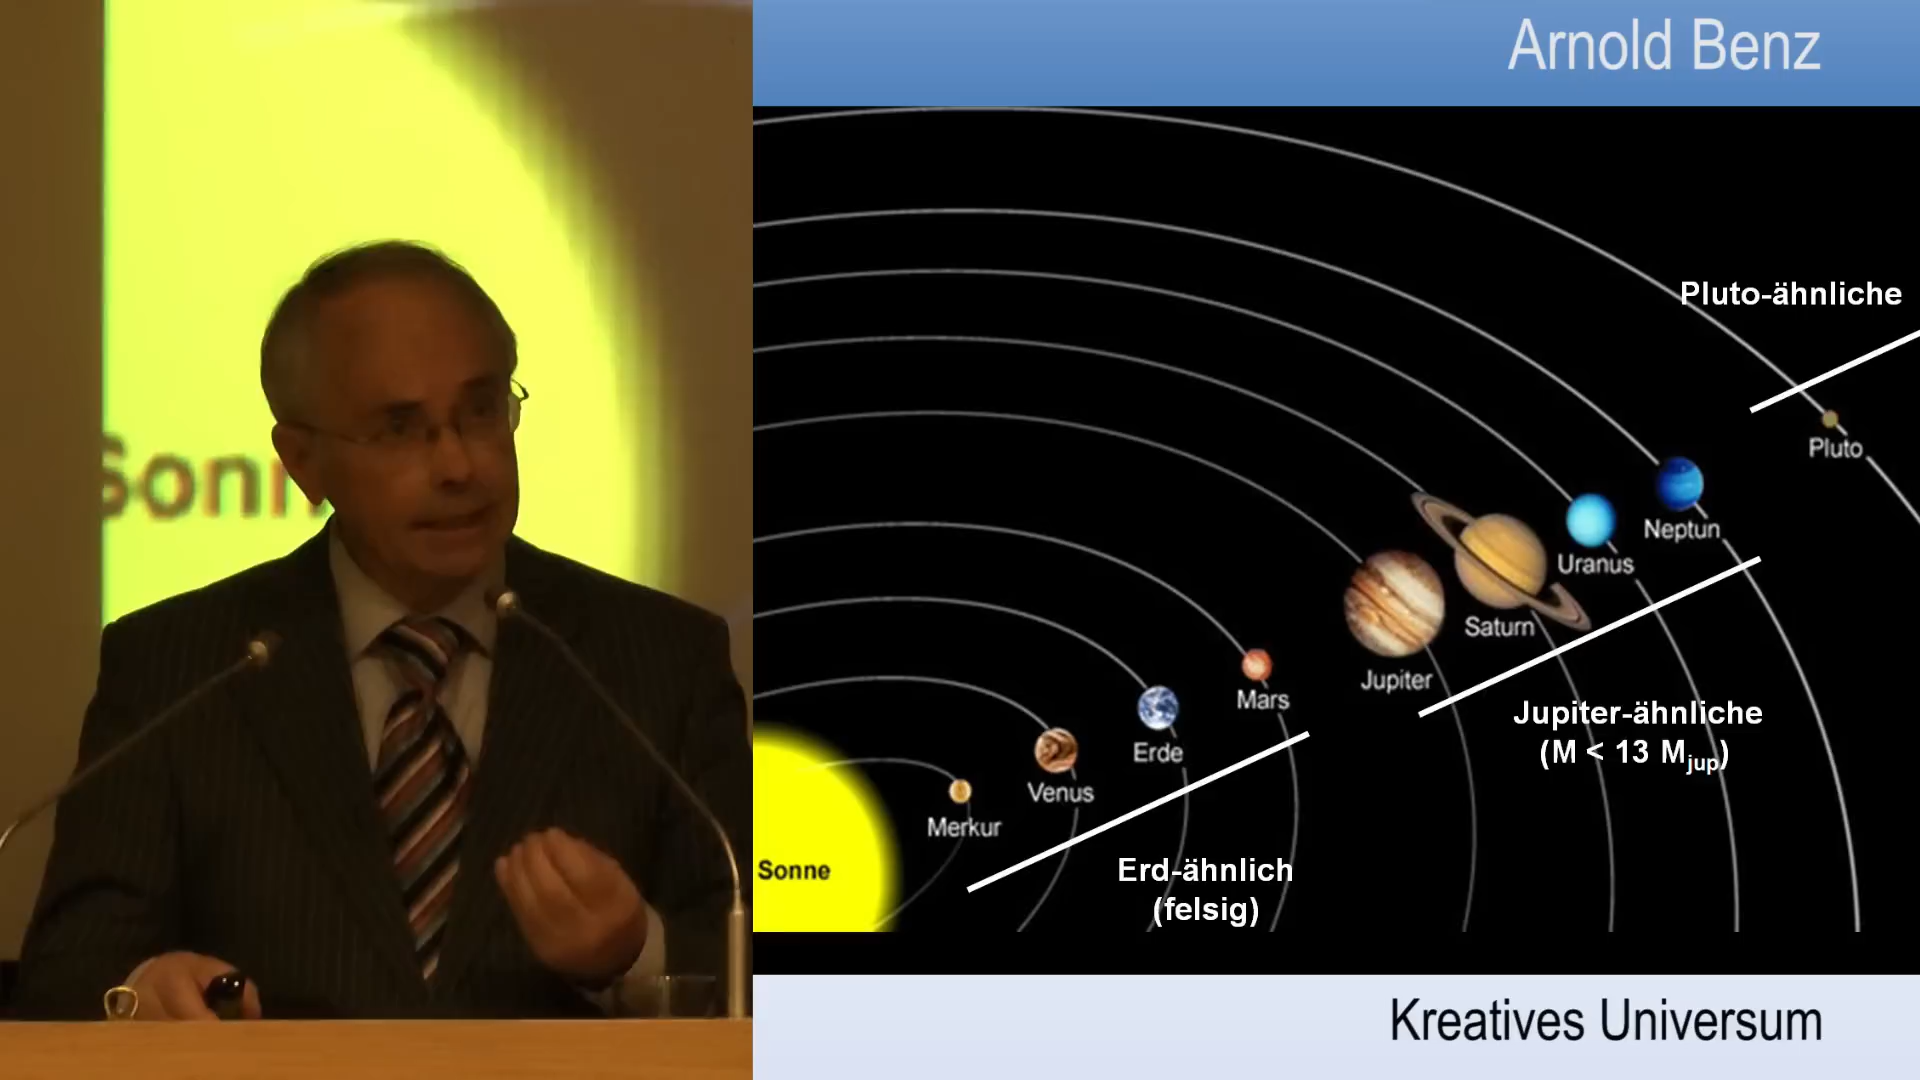 Arnold Benz
Pluto-ähnliche
Pluto
Neptun
Uranus
Saturn
Jupiter
Mars
Erde
Venus
Merkur
Sonne
Jupiter-ähnliche
(M < 13 Mjup)
Erd-ähnlich
(felsig)
Sonn
Kreatives Universum